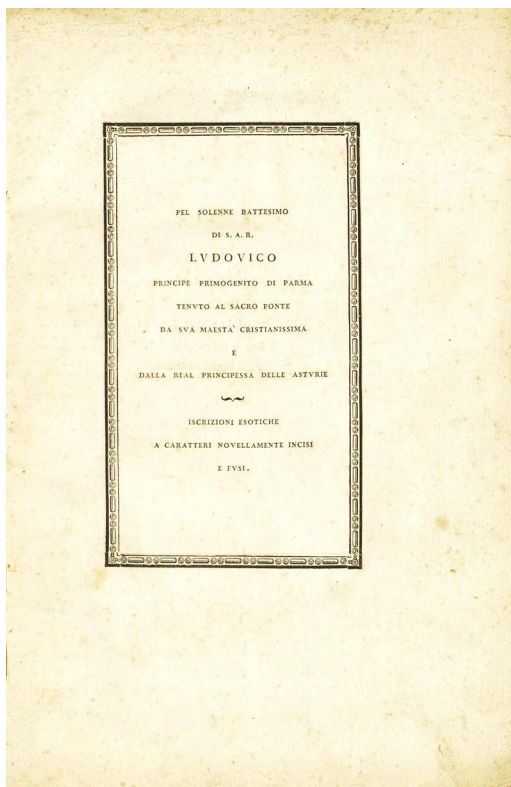 PEL SOLENNE BATTESIMO
DI S. A. R.
LVDOVICO
PRINCIPE PRIMOGENITO DI PARMA
TENVTO AL SACRO FONTE
DA SVA MAESTA' CRISTIANISSIMA
E
DALLA REAL PRINCIPESSA DELLE ASTVRIE
ISCRIZIONI ESOTICHE
A CARATTERI NOVELLAMENTE INCISI
E FVSI.